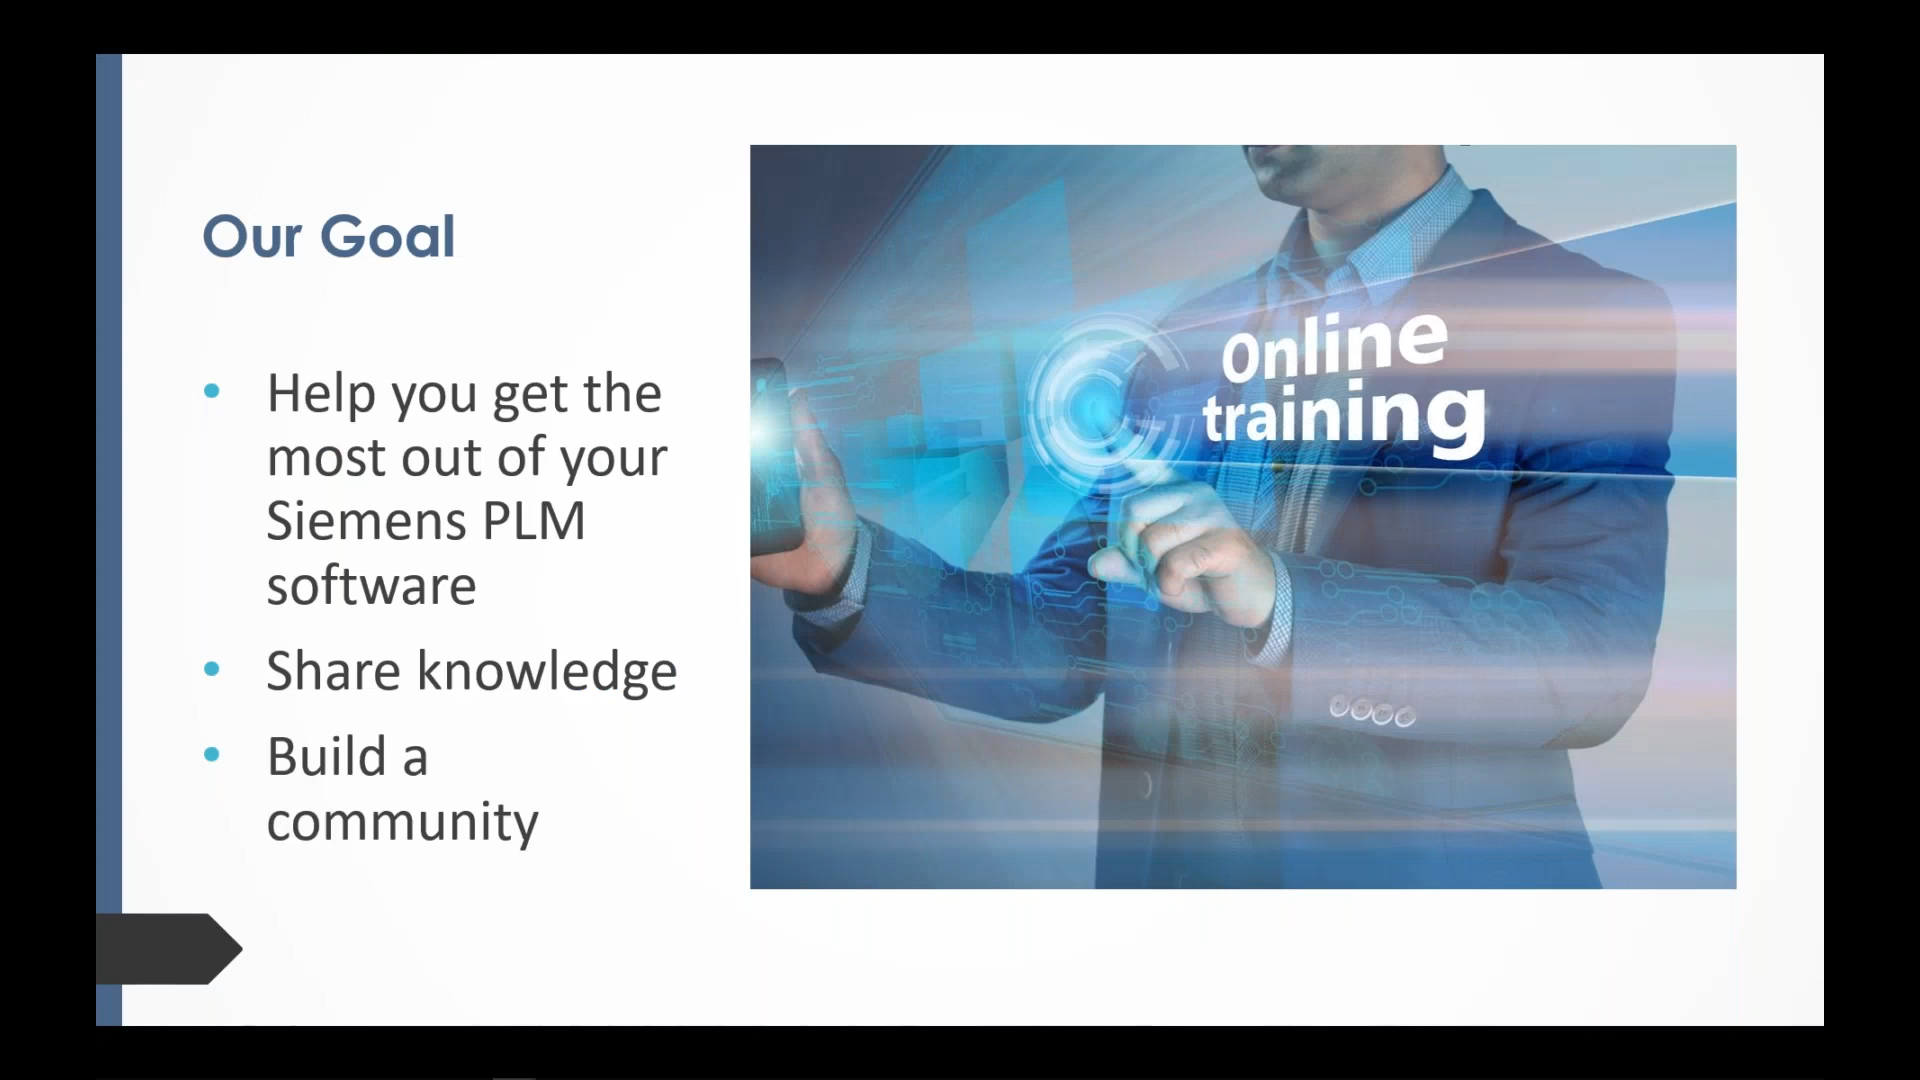 Our Goal
• Help you get the
most out of your
Siemens PLM
software
• Share knowledge
• Build a
community
Online
training